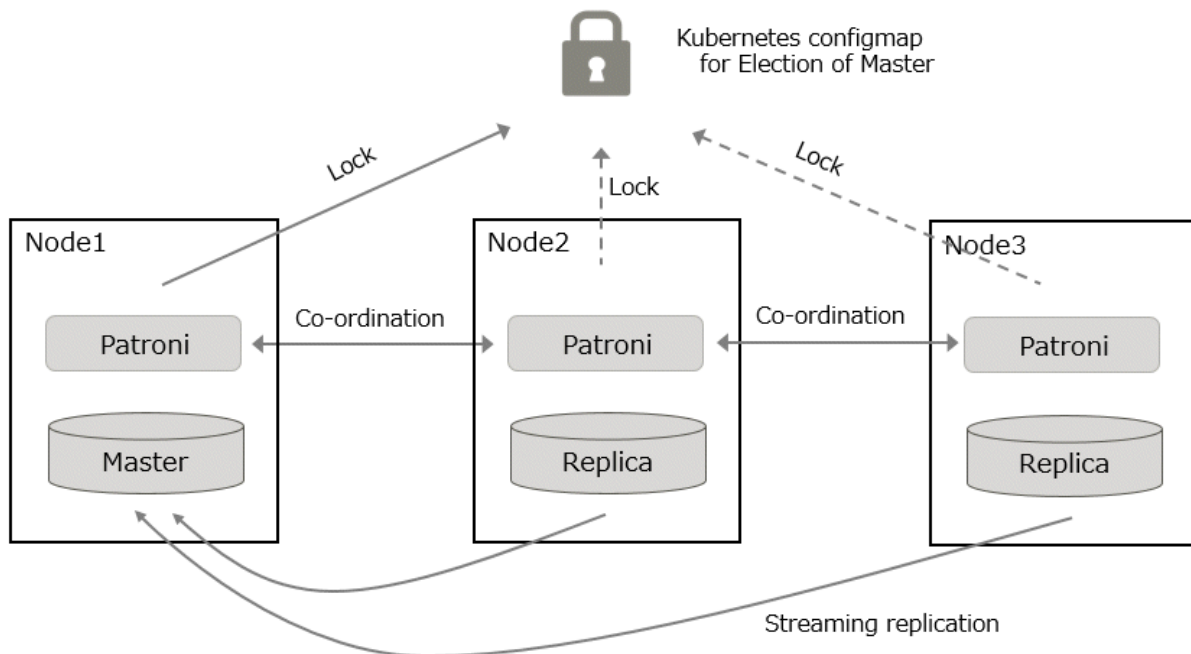 Kubernetes configmap
for Election of Master
Lock
Lock
Lock
Node1
Node2
Node3
Co-ordination
Co-ordination
Patroni
Patroni
Patroni
Master
Replica
Replica
Streaming replication